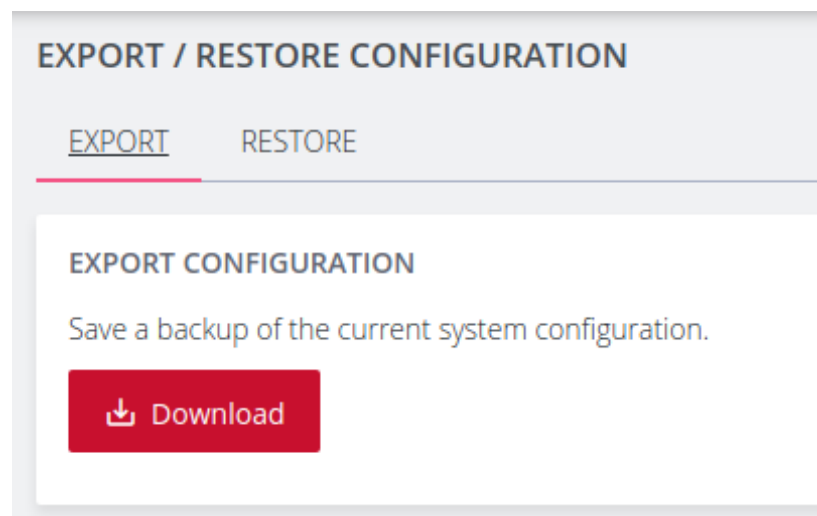 EXPORT / RESTORE CONFIGURATION
EXPORT RESTORE
EXPORT CONFIGURATION
Save a backup of the current system configuration.
Download